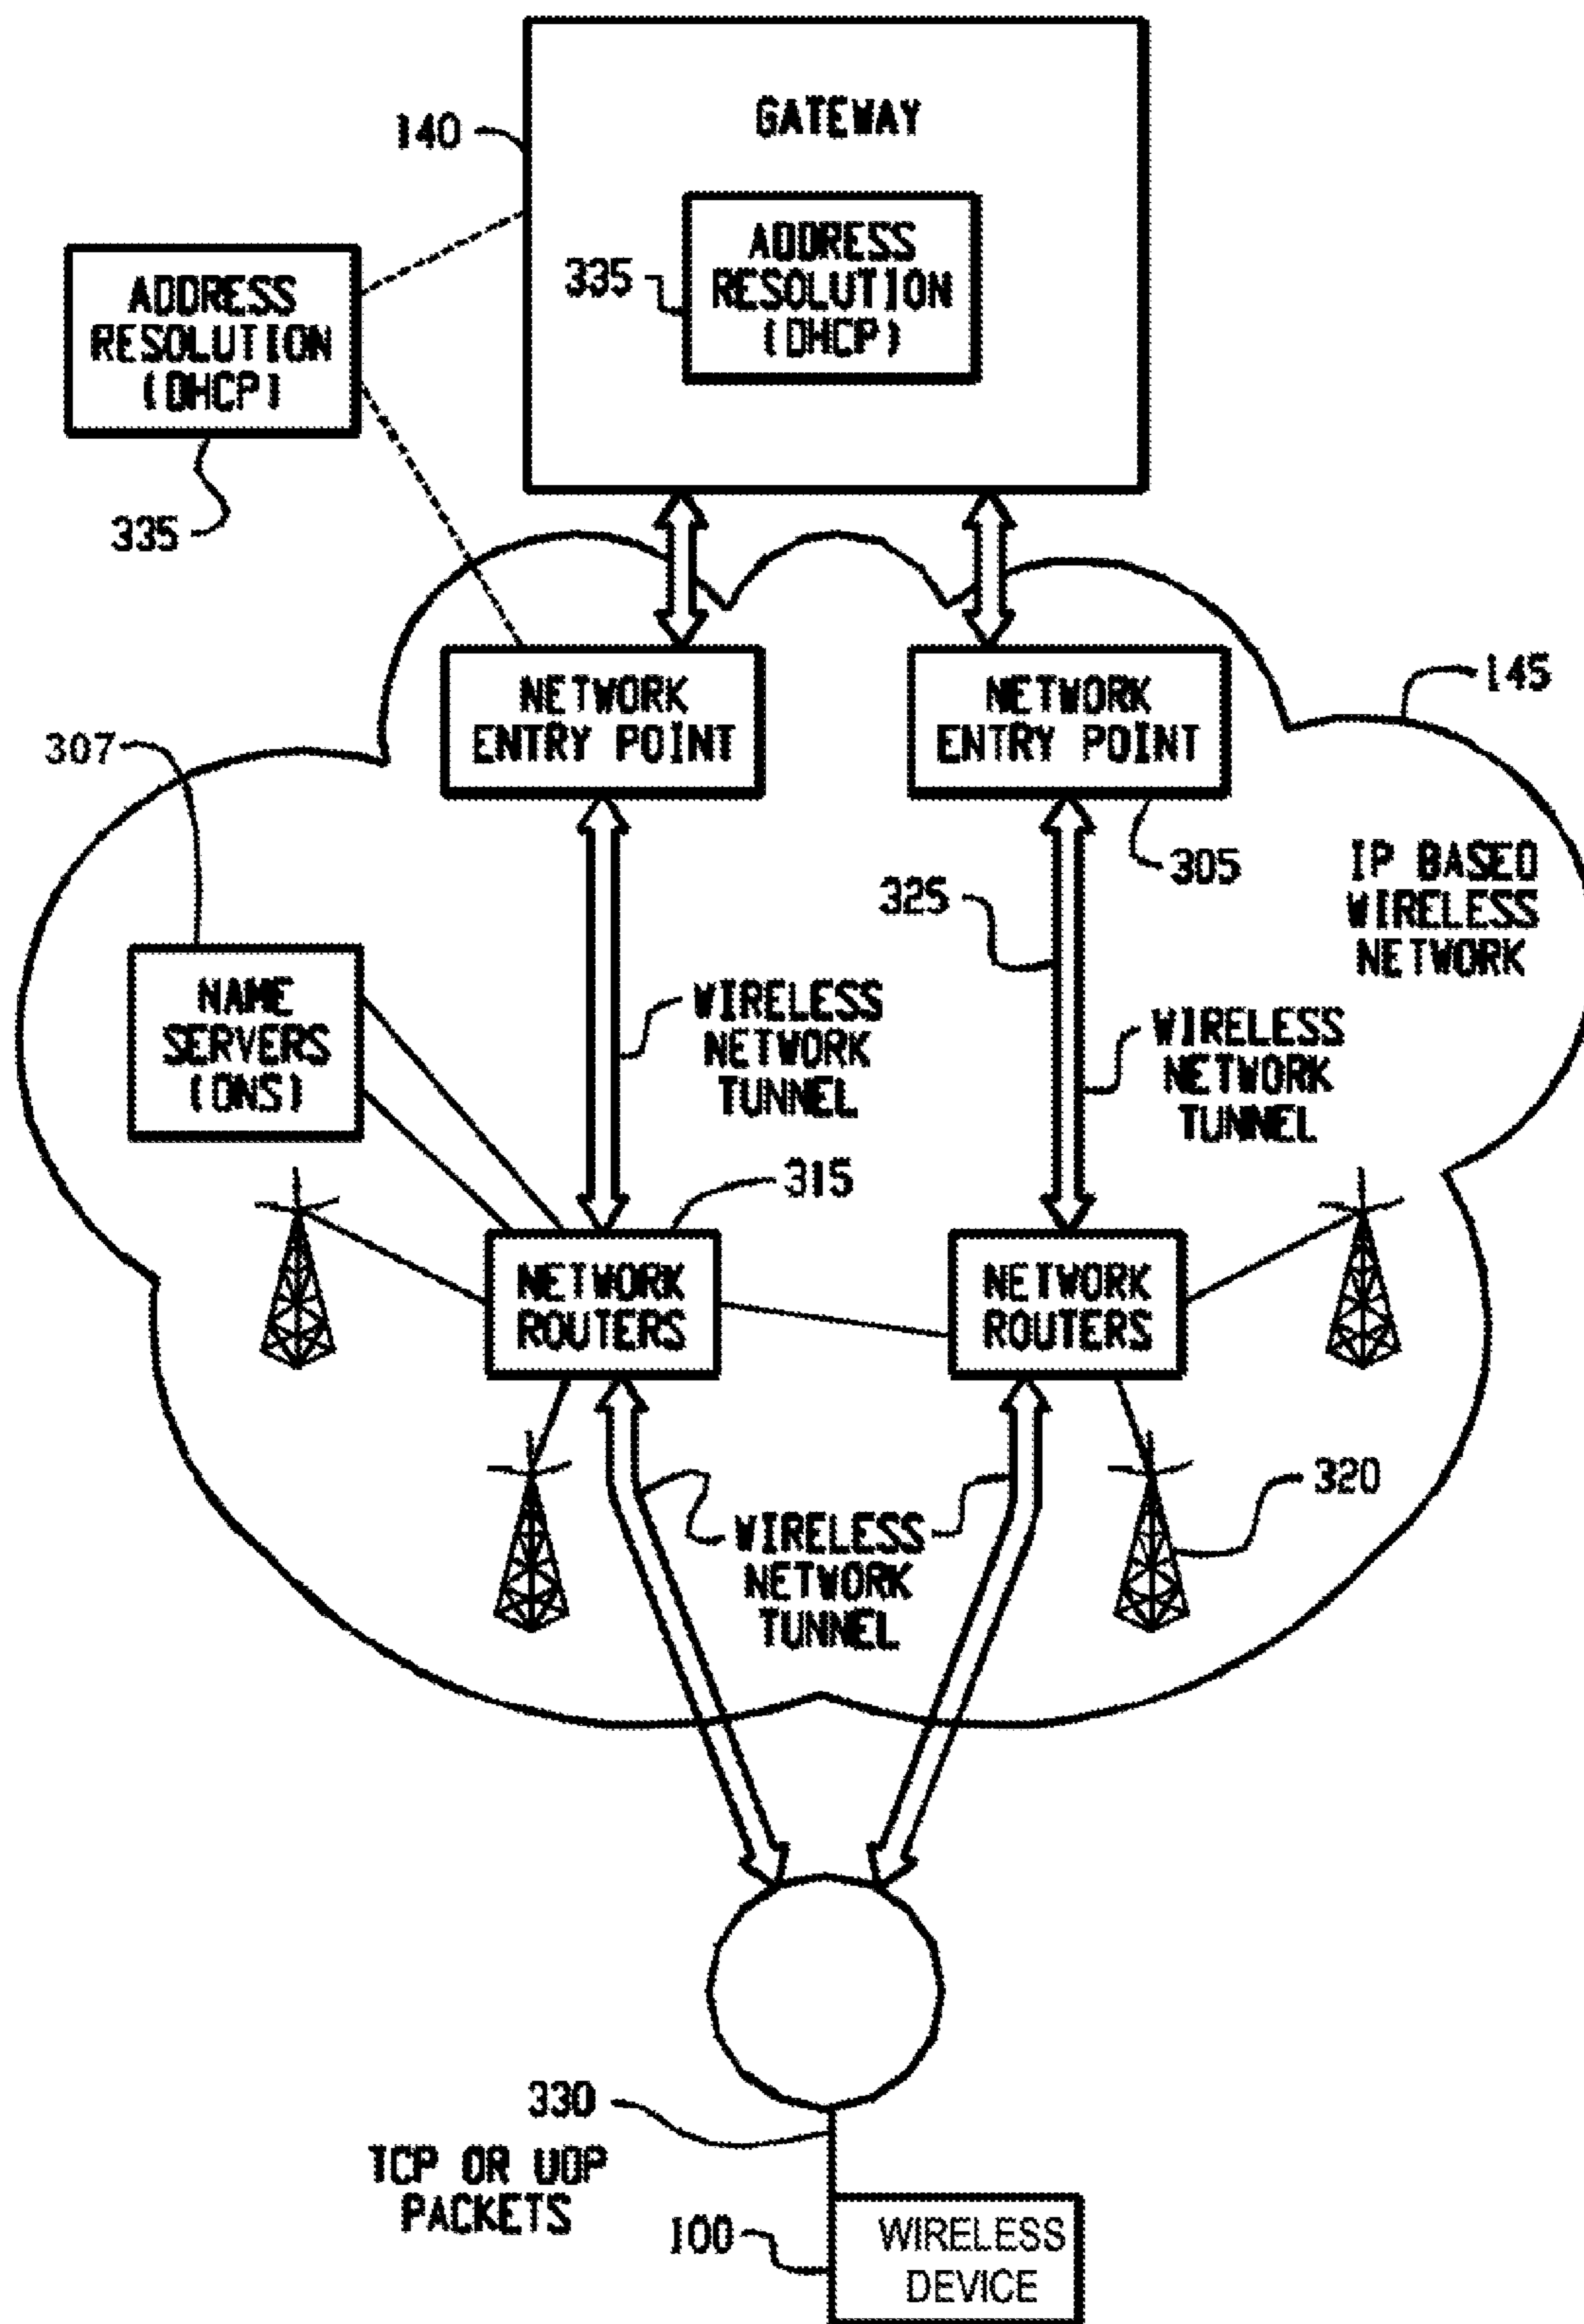 GATEWAY
140
ADDRESS
RESOLUTION
(DHCP)
335
ADDRESS
RESOLUTION
(DHCP)
335
NETWORK
ENTRY POINT
NETWORK
ENTRY POINT
145
307
305
325
IP BASED
WIRELESS
NETWORK
NAME
SERVERS
(DNS)
WIRELESS
NETWORK
TUNNEL
WIRELESS
NETWORK
TUNNEL
315
NETWORK
ROUTERS
NETWORK
ROUTERS
320
WIRELESS
NETWORK
TUNNEL
330
TCP OR UDP
PACKETS
100
WIRELESS
DEVICE